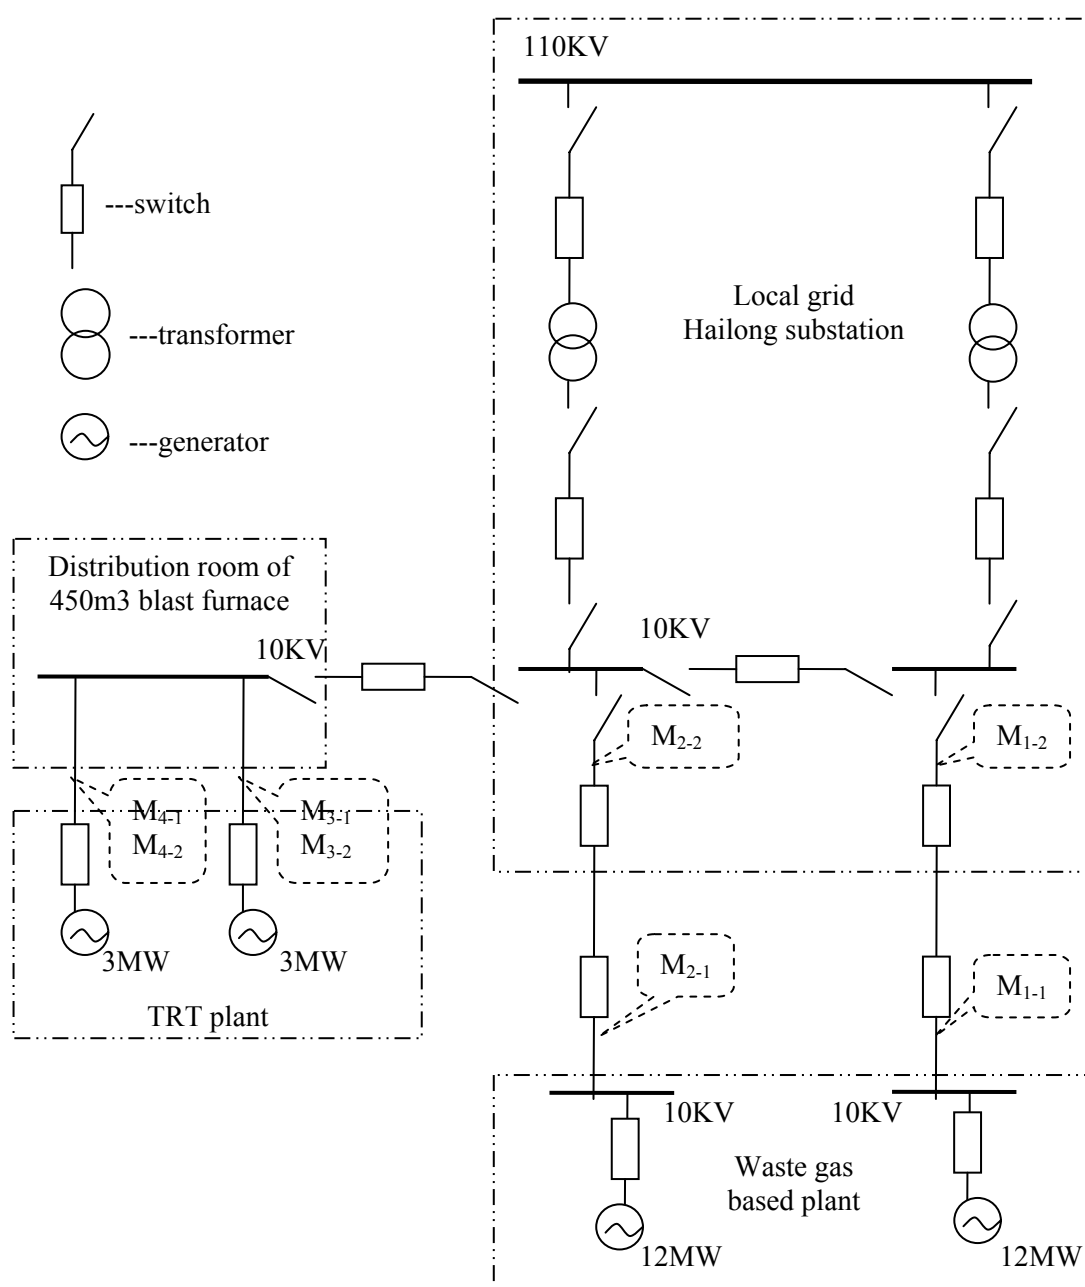 110KV
---switch
Local grid
Hailong substation
---transformer
---generator
Distribution room of
450m3 blast furnace
10KV
10KV
M2-2
M1-2
M4-1
M4-2
M3-1
M3-2
3MW
3MW
TRT plant
M2-1
M1-1
10KV
10KV
Waste gas
based plant
12MW
12MW